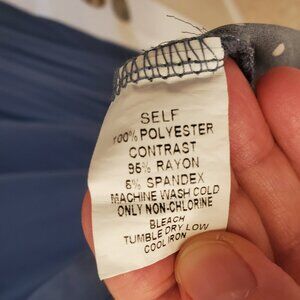 SELF
100% POLYESTER
CONTRAST
95% RAYON
5% SPANDEX
MACHINE WASH COLD
ONLY NON-CHLORINE
BLEACH
TUMBLE DRY LOW
COOL IRON